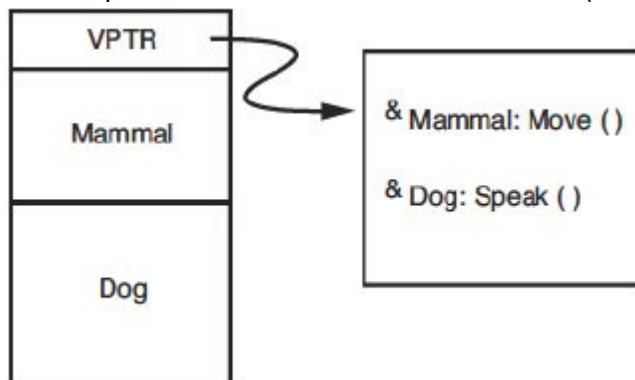 VPTR
Mammal
Dog
& Mammal: Move ( )
& Dog: Speak ( )